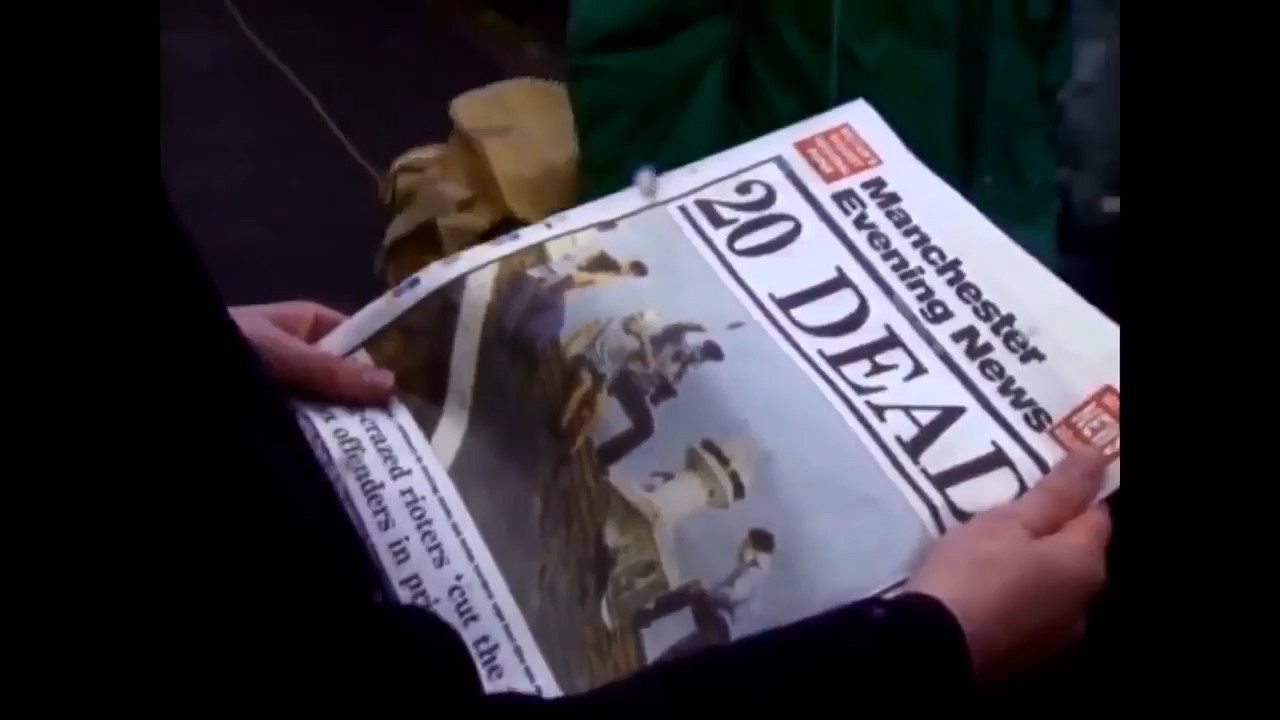 Manchester
Evening News
20 DEAD
crazed rioters 'cut the
offenders in